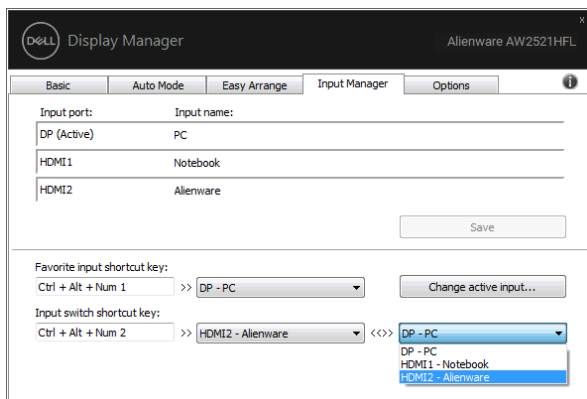 DELL Display Manager Alienware AW2521HFL x
Basic Auto Mode Easy Arrange Input Manager Options i
Input port: Input name:
DP (Active) PC
HDMI1 Notebook
HDMI2 Alienware
Save
Favorite input shortcut key:
Ctrl + Alt + Num 1 >> DP - PC Change active input...
Input switch shortcut key:
Ctrl + Alt + Num 2 >> HDMI2 - Alienware <<>> DP - PC
DP - PC
HDMI1 - Notebook
HDMI2 - Alienware